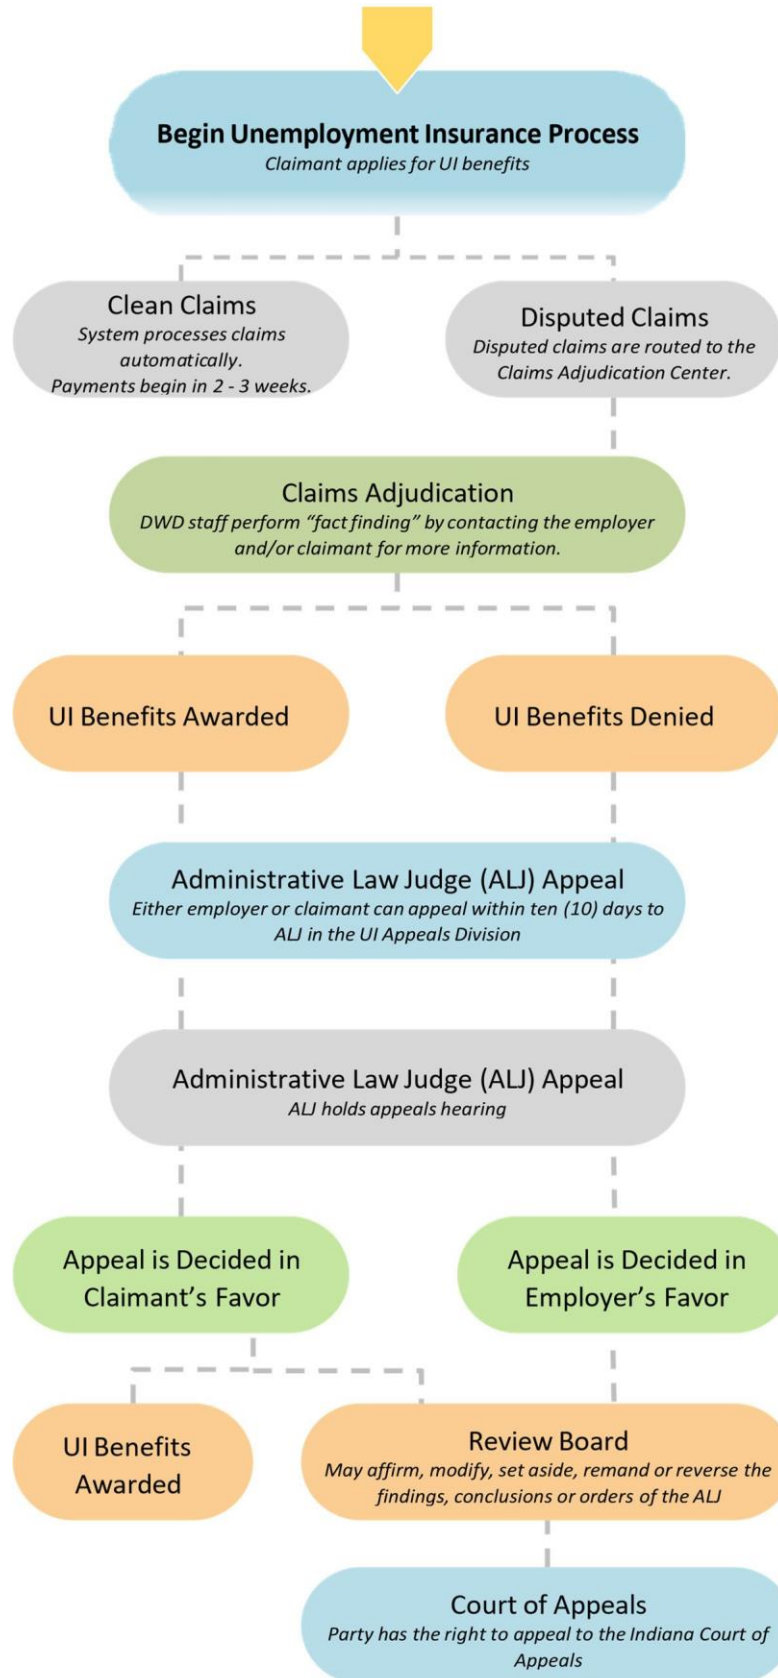 Begin Unemployment Insurance Process
Claimant applies for UI benefits
Clean Claims
System processes claims
automatically.
Payments begin in 2 - 3 weeks.
Disputed Claims
Disputed claims are routed to the
Claims Adjudication Center.
Claims Adjudication
DWD staff perform “fact finding” by contacting the employer
and/or claimant for more information.
UI Benefits Awarded
UI Benefits Denied
Administrative Law Judge (ALJ) Appeal
Either employer or claimant can appeal within ten (10) days to
ALJ in the UI Appeals Division
Administrative Law Judge (ALJ) Appeal
ALJ holds appeals hearing
Appeal is Decided in
Claimant’s Favor
Appeal is Decided in
Employer’s Favor
UI Benefits
Awarded
Review Board
May affirm, modify, set aside, remand or reverse the
findings, conclusions or orders of the ALJ
Court of Appeals
Party has the right to appeal to the Indiana Court of
Appeals